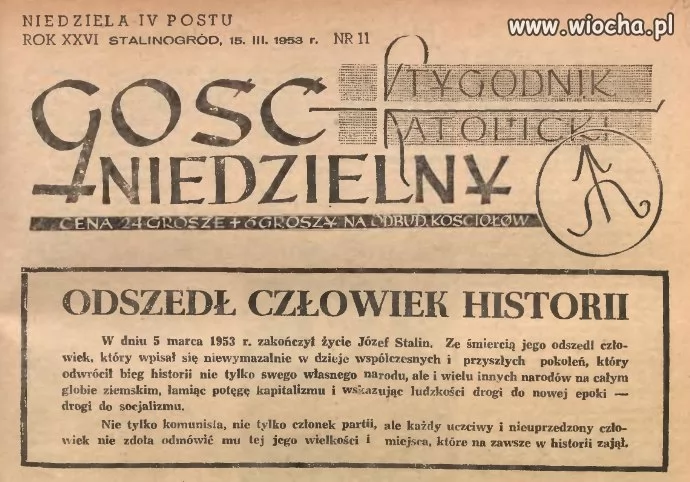 NIEDZIELA IV POSTU
www.wiocha.pl
ROK XXVI STALINOGRÓD, 15. III. 1953 r. NR 11
GOŚĆ NIEDZIELNY
TYGODNIK KATOLICKI
CENA 24 GROSZE + 6 GROSZY NA ODBUD. KOŚCIOŁÓW
ODSZEDŁ CZŁOWIEK HISTORII
W dniu 5 marca 1953 r. zakończył życie Józef Stalin. Ze śmiercią jego odszedł czło-
wiek, który wpisał się niewymazalnie w dzieje współczesnych i przyszłych pokoleń, który
odwrócił bieg historii nie tylko swego własnego narodu, ale i wielu innych narodów na całym
globie ziemskim, łamiąc potęgę kapitalizmu i wskazując ludzkości drogi do nowej epoki —
drogi do socjalizmu.
Nie tylko komunista, nie tylko członek partii, ale każdy uczciwy i nieuprzedzony czło-
wiek nie zdoła odmówić mu tej jego wielkości i miejsca, które na zawsze w historii zajął.